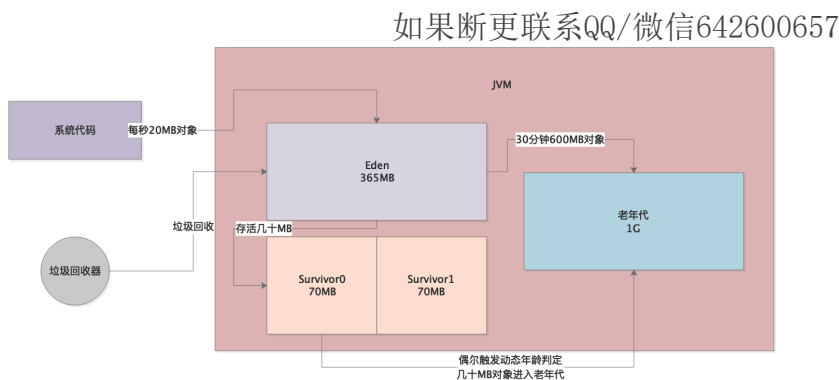 如果断更联系QQ/微信642600657
JVM
系统代码
每秒20MB对象
Eden
365MB
30分钟600MB对象
老年代
1G
垃圾回收
存活几十MB
垃圾回收器
Survivor0
70MB
Survivor1
70MB
偶尔触发动态年龄判定
几十MB对象进入老年代